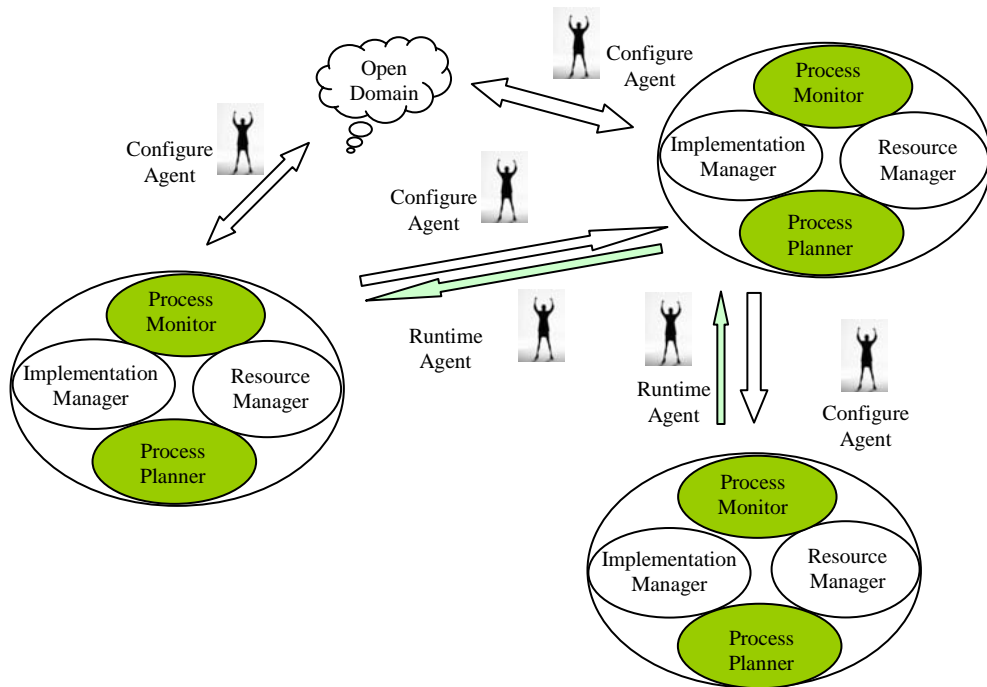 Open
Domain
Configure
Agent
Process
Monitor
Implementation
Manager
Resource
Manager
Process
Planner
Configure
Agent
Configure
Agent
Runtime
Agent
Process
Monitor
Implementation
Manager
Resource
Manager
Process
Planner
Runtime
Agent
Configure
Agent
Process
Monitor
Implementation
Manager
Resource
Manager
Process
Planner